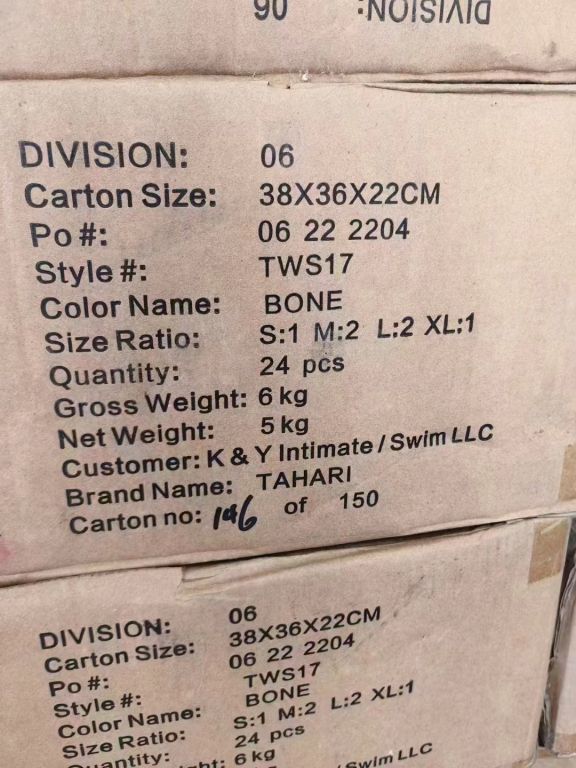 DIVISION: 06
DIVISION: 06
Carton Size: 38X36X22CM
Po #: 06 22 2204
Style #: TWS17
Color Name: BONE
Size Ratio: S:1 M:2 L:2 XL:1
Quantity: 24 pcs
Gross Weight: 6 kg
Net Weight: 5 kg
Customer: K & Y Intimate / Swim LLC
Brand Name: TAHARI
Carton no: 146 of 150
DIVISION: 06
Carton Size: 38X36X22CM
Po #: 06 22 2204
Style #: TWS17
Color Name: BONE
Size Ratio: S:1 M:2 L:2 XL:1
Quantity: 24 pcs
6 kg
Swim LLC